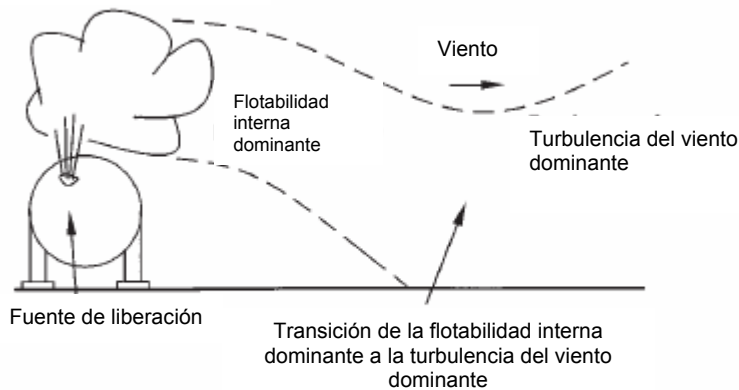 Viento
Flotabilidad
interna
dominante
Turbulencia del viento
dominante
Fuente de liberación
Transición de la flotabilidad interna
dominante a la turbulencia del viento
dominante